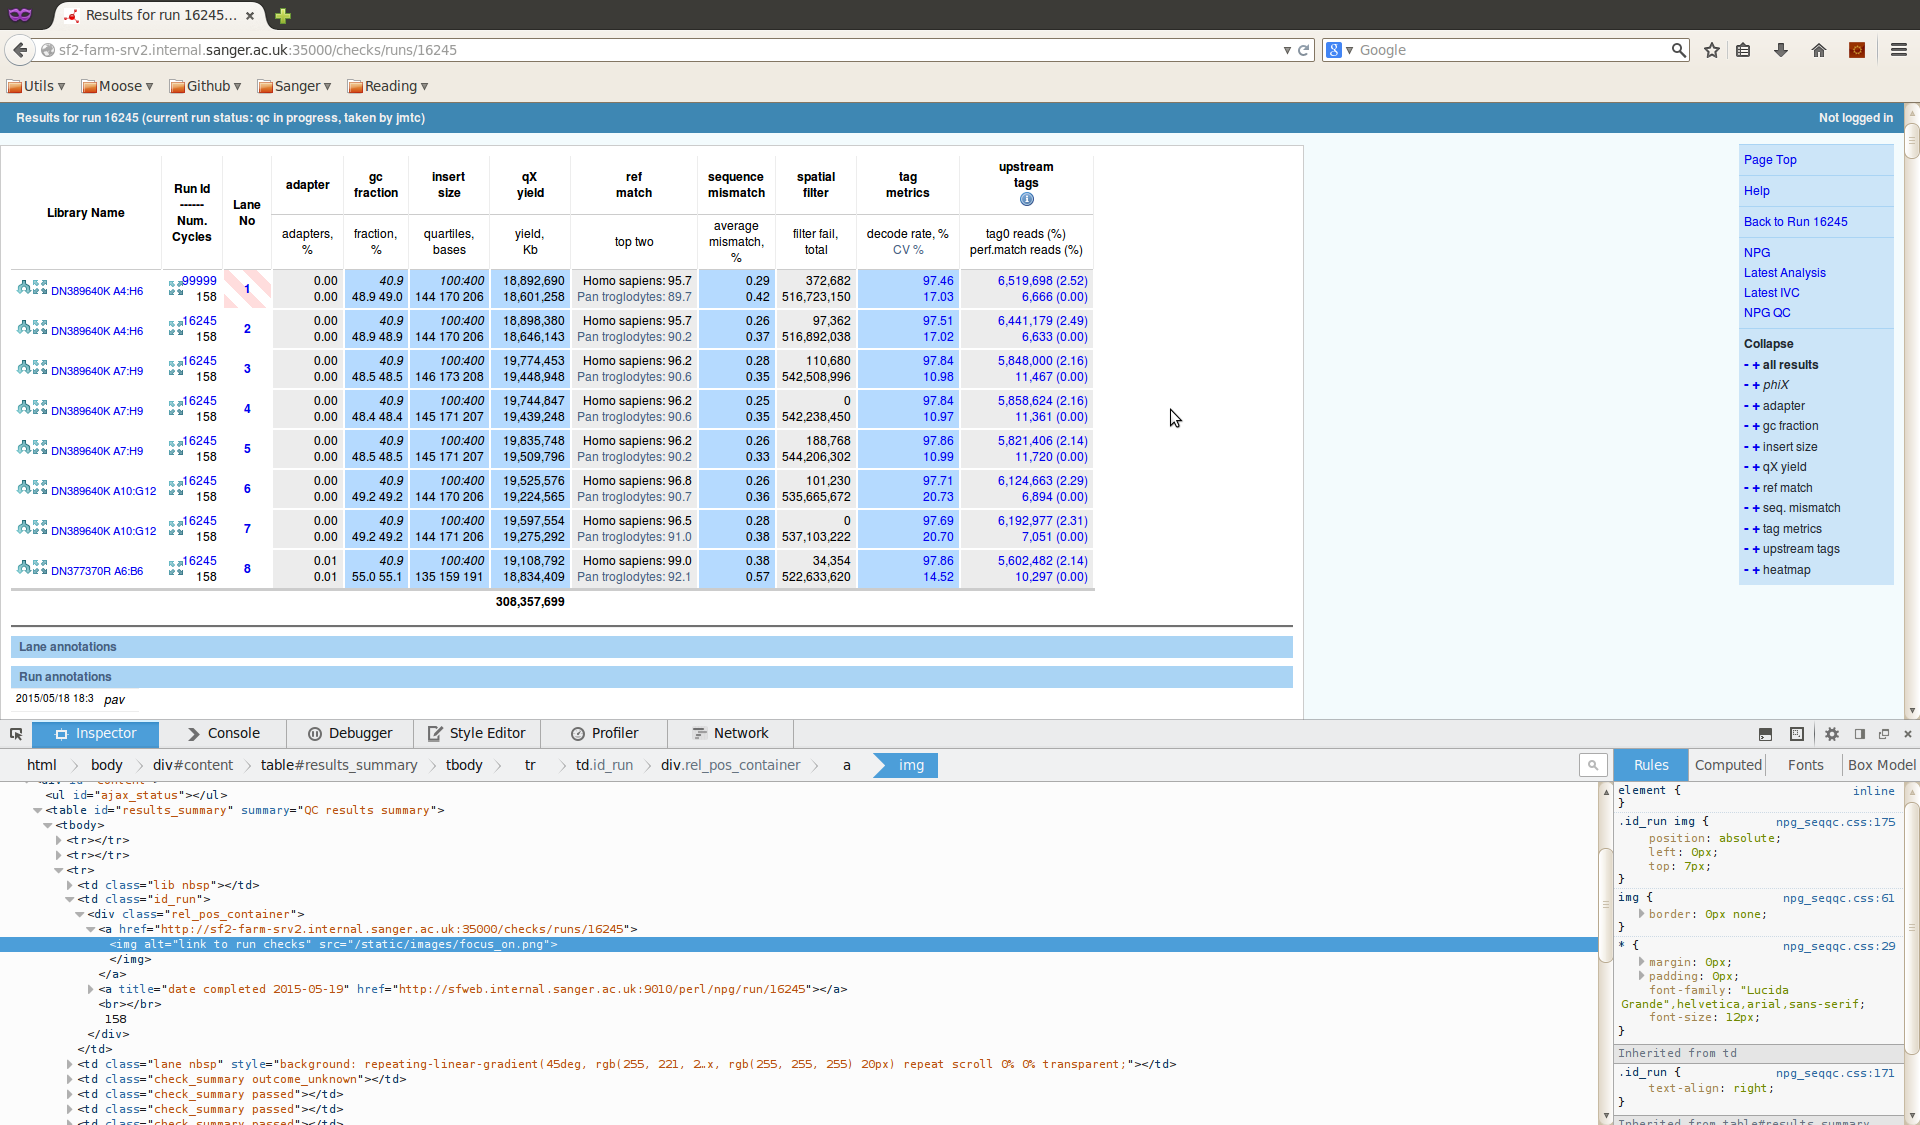 Results for run 16245...
sf2-farm-srv2.internal.sanger.ac.uk:35000/checks/runs/16245
Google
Utils Moose Github Sanger Reading
Results for run 16245 (current run status: qc in progress, taken by jmtc) Not logged in
Library Name
Run Id
------
Num.
Cycles
Lane
No
adapter
gc
fraction
insert
size
qX
yield
ref
match
sequence
mismatch
spatial
filter
tag
metrics
upstream
tags
adapters,
%
fraction,
%
quartiles,
bases
yield,
Kb
top two
average
mismatch,
%
filter fail,
total
decode rate, %
CV %
tag0 reads (%)
perf.match reads (%)
DN389640K A4:H6 99999 1 0.00 40.9 100:400 18,892,690 Homo sapiens: 95.7 0.29 372,682 97.46 6,519,698 (2.52)
158 0.00 48.9 49.0 144 170 206 18,601,258 Pan troglodytes: 89.7 0.42 516,723,150 17.03 6,666 (0.00)
DN389640K A4:H6 16245 2 0.00 40.9 100:400 18,898,380 Homo sapiens: 95.7 0.26 97,362 97.51 6,441,179 (2.49)
158 0.00 48.9 48.9 144 170 206 18,646,143 Pan troglodytes: 90.2 0.37 516,892,038 17.02 6,633 (0.00)
DN389640K A7:H9 16245 3 0.00 40.9 100:400 19,774,453 Homo sapiens: 96.2 0.28 110,680 97.84 5,848,000 (2.16)
158 0.00 48.5 48.5 146 173 208 19,448,948 Pan troglodytes: 90.6 0.35 542,508,996 10.98 11,467 (0.00)
DN389640K A7:H9 16245 4 0.00 40.9 100:400 19,744,847 Homo sapiens: 96.2 0.25 0 97.84 5,858,624 (2.16)
158 0.00 48.4 48.4 145 171 207 19,439,248 Pan troglodytes: 90.6 0.35 542,238,450 10.97 11,361 (0.00)
DN389640K A7:H9 16245 5 0.00 40.9 100:400 19,835,748 Homo sapiens: 96.2 0.26 188,768 97.86 5,821,406 (2.14)
158 0.00 48.5 48.5 145 171 207 19,509,796 Pan troglodytes: 90.2 0.33 544,206,302 10.99 11,720 (0.00)
DN389640K A10:G12 16245 6 0.00 40.9 100:400 19,525,576 Homo sapiens: 96.8 0.26 101,230 97.71 6,124,663 (2.29)
158 0.00 49.2 49.2 144 170 206 19,224,565 Pan troglodytes: 90.7 0.36 535,665,672 20.73 6,894 (0.00)
DN389640K A10:G12 16245 7 0.00 40.9 100:400 19,597,554 Homo sapiens: 96.5 0.28 0 97.69 6,192,977 (2.31)
158 0.00 49.2 49.2 144 171 206 19,275,292 Pan troglodytes: 91.0 0.38 537,103,222 20.70 7,051 (0.00)
DN377370R A6:B6 16245 8 0.01 40.9 100:400 19,108,792 Homo sapiens: 99.0 0.38 34,354 97.86 5,602,482 (2.14)
158 0.01 55.0 55.1 135 159 191 18,834,409 Pan troglodytes: 92.1 0.57 522,633,620 14.52 10,297 (0.00)
308,357,699
Lane annotations
Run annotations
2015/05/18 18:3 pav
Page Top
Help
Back to Run 16245
NPG
Latest Analysis
Latest IVC
NPG QC
Collapse
- + all results
- + phiX
- + adapter
- + gc fraction
- + insert size
- + qX yield
- + ref match
- + seq. mismatch
- + tag metrics
- + upstream tags
- + heatmap
Inspector Console Debugger Style Editor Profiler Network
html body div#content table#results_summary tbody tr td.id_run div.rel_pos_container a img
Rules Computed Fonts Box Model
<ul id="ajax_status"></ul>
<table id="results_summary" summary="QC results summary">
<tbody>
<tr></tr>
<tr></tr>
<tr>
<td class="lib nbsp"></td>
<td class="id_run">
<div class="rel_pos_container">
<a href="http://sf2-farm-srv2.internal.sanger.ac.uk:35000/checks/runs/16245">
<img alt="link to run checks" src="/static/images/focus_on.png">
</img>
</a>
<a title="date completed 2015-05-19" href="http://sfweb.internal.sanger.ac.uk:9010/perl/npg/run/16245"></a>
<br></br>
158
</div>
</td>
<td class="lane nbsp" style="background: repeating-linear-gradient(45deg, rgb(255, 221, 2…x, rgb(255, 255, 255) 20px) repeat scroll 0% 0% transparent;"></td>
<td class="check_summary outcome_unknown"></td>
<td class="check_summary passed"></td>
<td class="check_summary passed"></td>
<td class="check_summary passed"></td>
element { inline
}
.id_run img { npg_seqqc.css:175
position: absolute;
left: 0px;
top: 7px;
}
img { npg_seqqc.css:61
border: 0px none;
}
* { npg_seqqc.css:29
margin: 0px;
padding: 0px;
font-family: "Lucida
Grande",helvetica,arial,sans-serif;
font-size: 12px;
}
Inherited from td
.id_run { npg_seqqc.css:171
text-align: right;
}
Inherited from table#results_summary